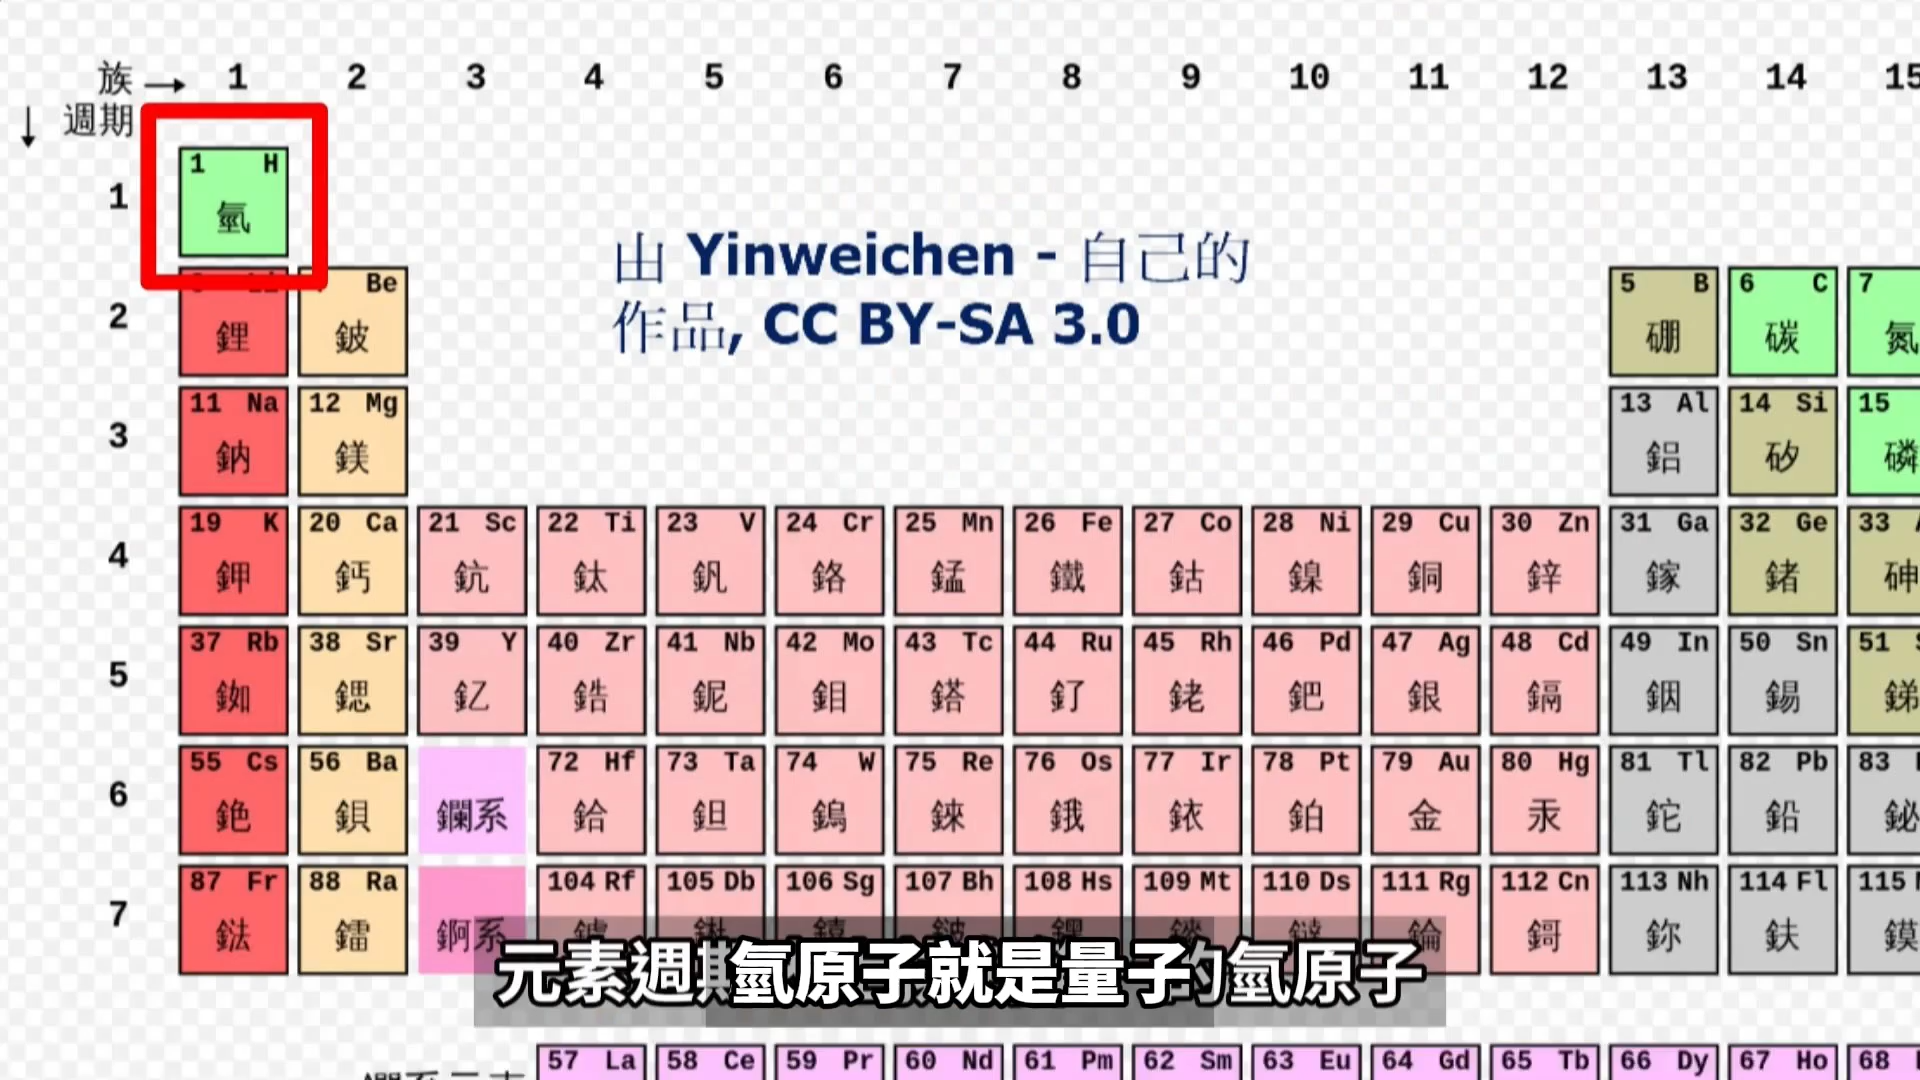 族 → 1 2 3 4 5 6 7 8 9 10 11 12 13 14 15
↓ 週期
1 1 H 氫
由 Yinweichen - 自己的
作品, CC BY-SA 3.0
2 鋰 Be 鈹 5 B 硼 6 C 碳 7 氮
3 11 Na 鈉 12 Mg 鎂 13 Al 鋁 14 Si 矽 15 磷
4 19 K 鉀 20 Ca 鈣 21 Sc 鈧 22 Ti 鈦 23 V 釩 24 Cr 鉻 25 Mn 錳 26 Fe 鐵 27 Co 鈷 28 Ni 鎳 29 Cu 銅 30 Zn 鋅 31 Ga 鎵 32 Ge 鍺 33 砷
5 37 Rb 銣 38 Sr 鍶 39 Y 釔 40 Zr 鋯 41 Nb 鈮 42 Mo 鉬 43 Tc 鎝 44 Ru 釕 45 Rh 銠 46 Pd 鈀 47 Ag 銀 48 Cd 鎘 49 In 銦 50 Sn 錫 51 銻
6 55 Cs 銫 56 Ba 鋇 鑭系 72 Hf 鉿 73 Ta 鉭 74 W 鎢 75 Re 錸 76 Os 鋨 77 Ir 銥 78 Pt 鉑 79 Au 金 80 Hg 汞 81 Tl 鉈 82 Pb 鉛 83 鉍
7 87 Fr 鍅 88 Ra 鐳 錒系 104 Rf 105 Db 106 Sg 107 Bh 108 Hs 109 Mt 110 Ds 111 Rg 112 Cn 鎶 113 Nh 鉨 114 Fl 鈇 115 鏌
元素週 的氫原子
氫原子就是量子
57 La 58 Ce 59 Pr 60 Nd 61 Pm 62 Sm 63 Eu 64 Gd 65 Tb 66 Dy 67 Ho 68